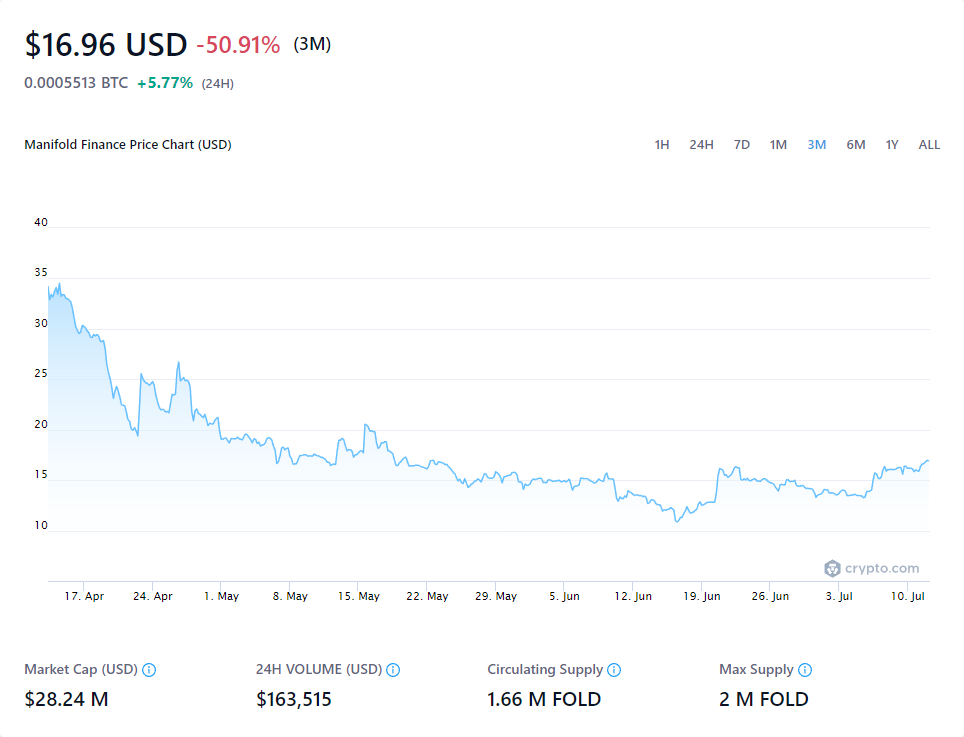 $16.96 USD -50.91% (3M)
0.0005513 BTC +5.77% (24H)
Manifold Finance Price Chart (USD) 1H 24H 7D 1M 3M 6M 1Y ALL
40
35
30
25
20
15
10
crypto.com
17. Apr 24. Apr 1. May 8. May 15. May 22. May 29. May 5. Jun 12. Jun 19. Jun 26. Jun 3. Jul 10. Jul
Market Cap (USD) 24H VOLUME (USD) Circulating Supply Max Supply
$28.24 M $163,515 1.66 M FOLD 2 M FOLD